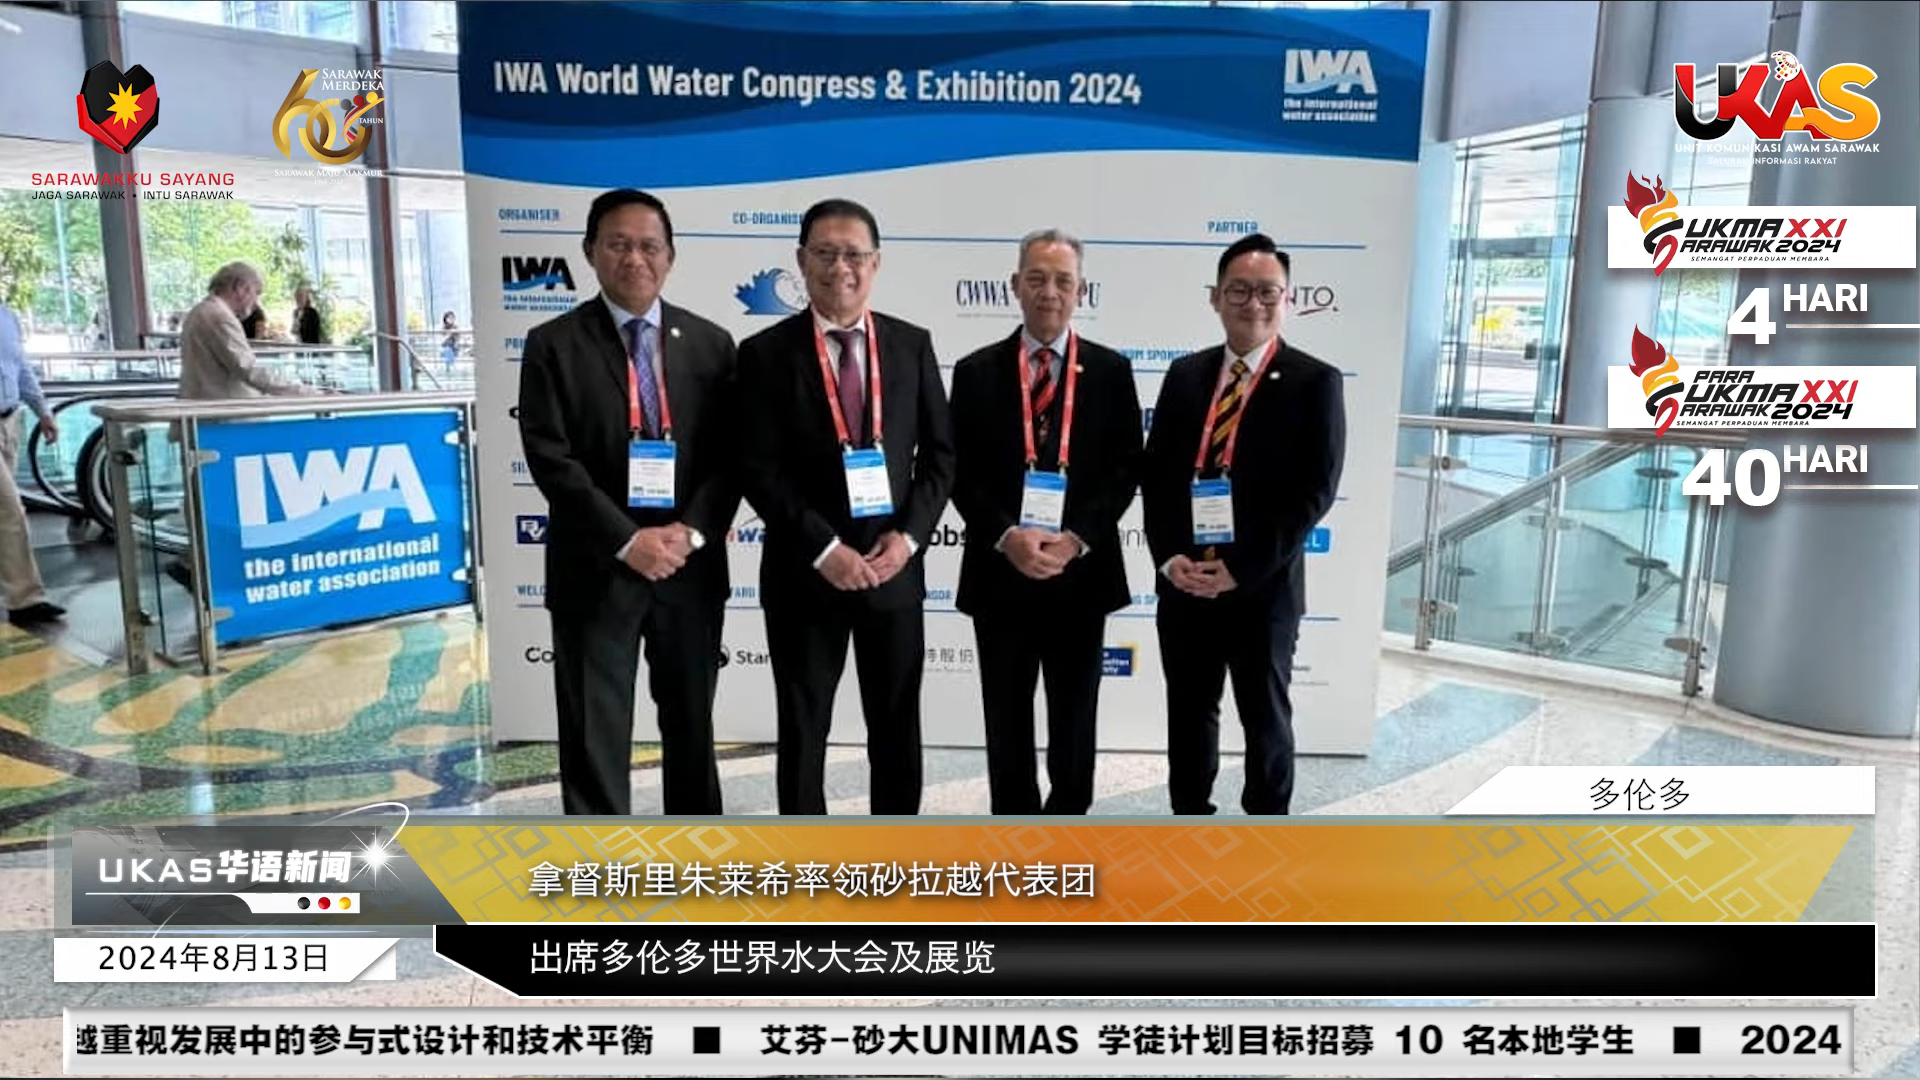 IWA World Water Congress & Exhibition 2024
IWA
the international
water association
SARAWAKKU SAYANG
JAGA SARAWAK • INTU SARAWAK
SARAWAK
MERDEKA
60
TAHUN
SARAWAK MAJU MAKMUR
UKAS
UNIT KOMUNIKASI AWAM SARAWAK
SALURAN INFORMASI RAKYAT
SUKMA XXI
SARAWAK 2024
SEMANGAT PERPADUAN MEMBARA
4 HARI
PARA
SUKMA XXI
SARAWAK 2024
SEMANGAT PERPADUAN MEMBARA
40 HARI
ORGANISER
PARTNER
IWA
the international
CWWA
IWA
the international
water association
多伦多
UKAS华语新闻
拿督斯里朱莱希率领砂拉越代表团
2024年8月13日
出席多伦多世界水大会及展览
越重视发展中的参与式设计和技术平衡 ■ 艾芬-砂大UNIMAS 学徒计划目标招募 10 名本地学生 ■ 2024